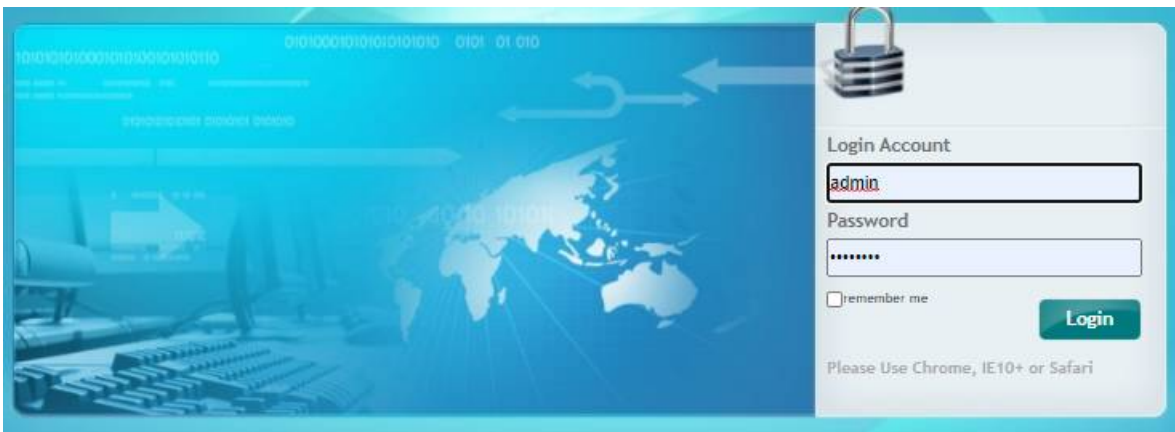 0101000101010101010 0101 01 010
Login Account
admin
Password
••••••••
remember me
Login
Please Use Chrome, IE10+ or Safari